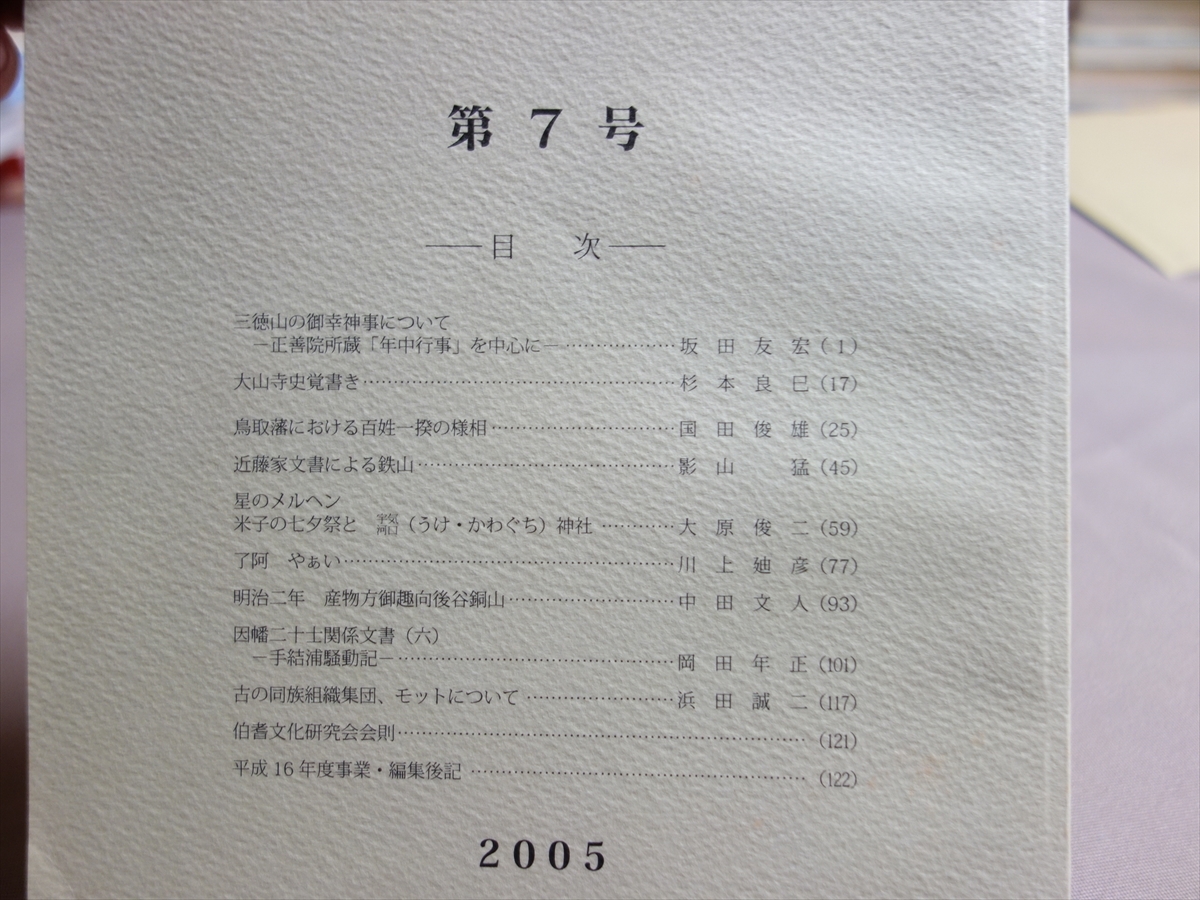 第 7 号
――目　次――
三徳山の御幸神事について
―正善院所蔵「年中行事」を中心に―………………坂田友宏（1）
大山寺史覚書き………………………………………杉本良巳（17）
鳥取藩における百姓一揆の様相……………………国田俊雄（25）
近藤家文書による鉄山………………………………影山　猛（45）
星のメルヘン
米子の七夕祭と　宇気河口（うけ・かわぐち）神社…………大原俊二（59）
了阿　やぁい…………………………………………川上廸彦（77）
明治二年　産物方御趣向後谷銅山…………………中田文人（93）
因幡二十士関係文書（六）
―手結浦騒動記―……………………………………岡田年正（101）
古の同族組織集団、モットについて………………浜田誠二（117）
伯耆文化研究会会則……………………………………………（121）
平成16年度事業・編集後記……………………………………（122）
2005